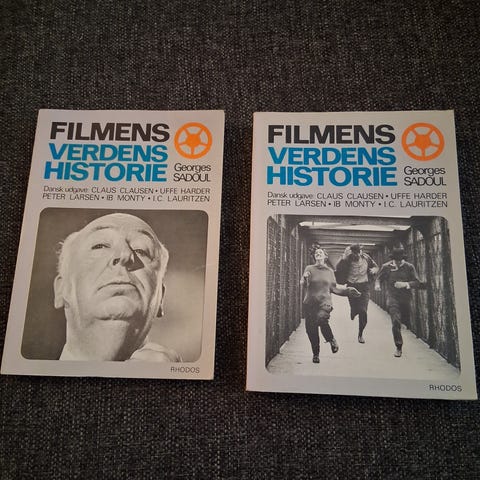 FILMENS
VERDENS
HISTORIE
Georges
SADOUL
Dansk udgave: CLAUS CLAUSEN • UFFE HARDER
PETER LARSEN • IB MONTY • I.C. LAURITZEN
RHODOS
FILMENS
VERDENS
HISTORIE
Georges
SADOUL
Dansk udgave: CLAUS CLAUSEN • UFFE HARDER
PETER LARSEN • IB MONTY • I.C. LAURITZEN
RHODOS